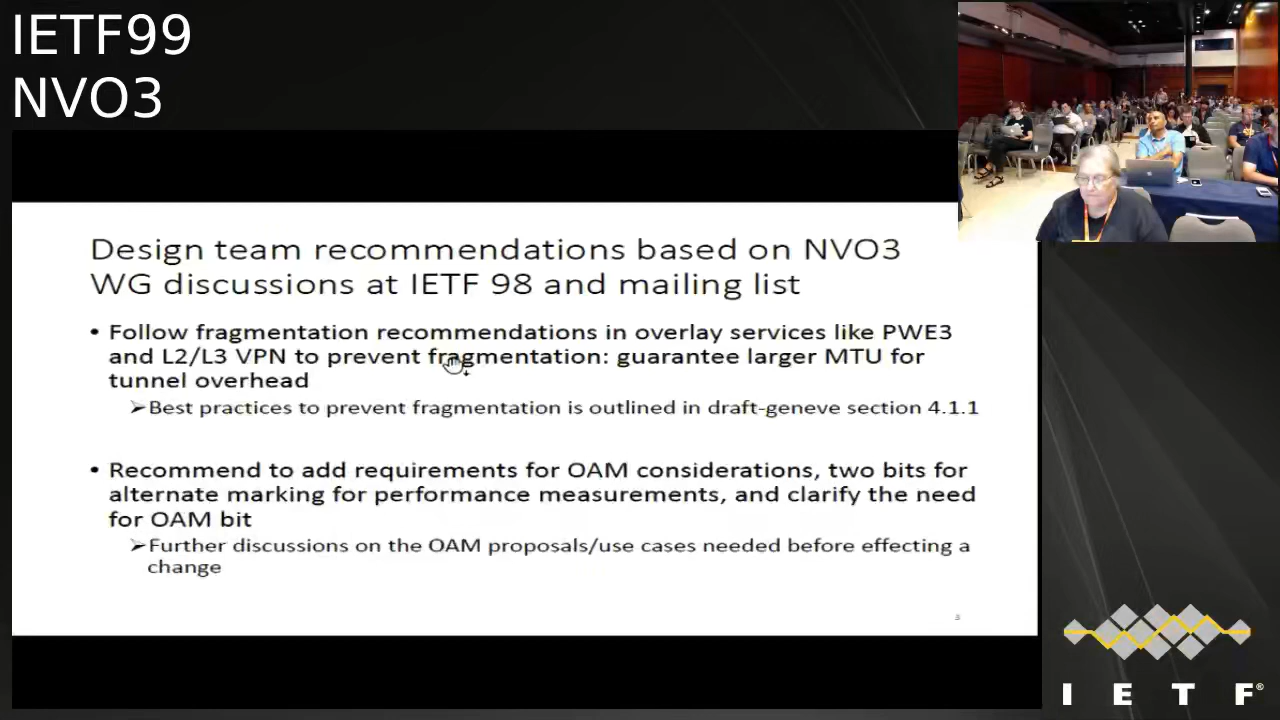 IETF99
NVO3
Design team recommendations based on NVO3
WG discussions at IETF 98 and mailing list
• Follow fragmentation recommendations in overlay services like PWE3
and L2/L3 VPN to prevent fragmentation: guarantee larger MTU for
tunnel overhead
➢Best practices to prevent fragmentation is outlined in draft-geneve section 4.1.1
• Recommend to add requirements for OAM considerations, two bits for
alternate marking for performance measurements, and clarify the need
for OAM bit
➢Further discussions on the OAM proposals/use cases needed before effecting a
change
3
I E T F®